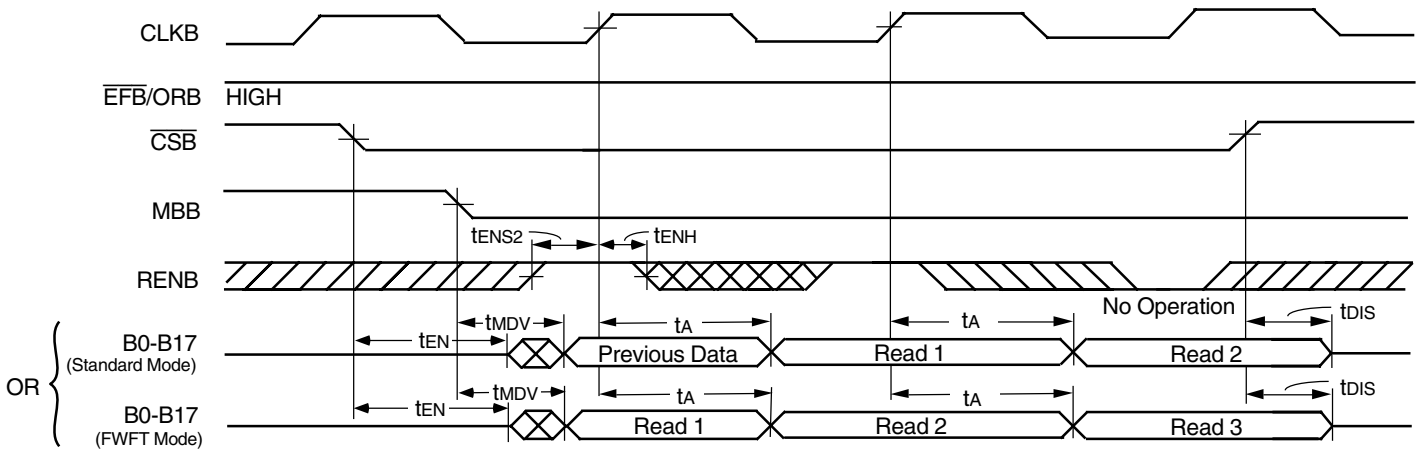 CLKB
EFB/ORB HIGH
CSB
MBB
tENS2 tENH
RENB
No Operation
tMDV tA tA tDIS
B0-B17 tEN Previous Data Read 1 Read 2
(Standard Mode)
OR
tMDV tA tA tDIS
B0-B17 tEN Read 1 Read 2 Read 3
(FWFT Mode)